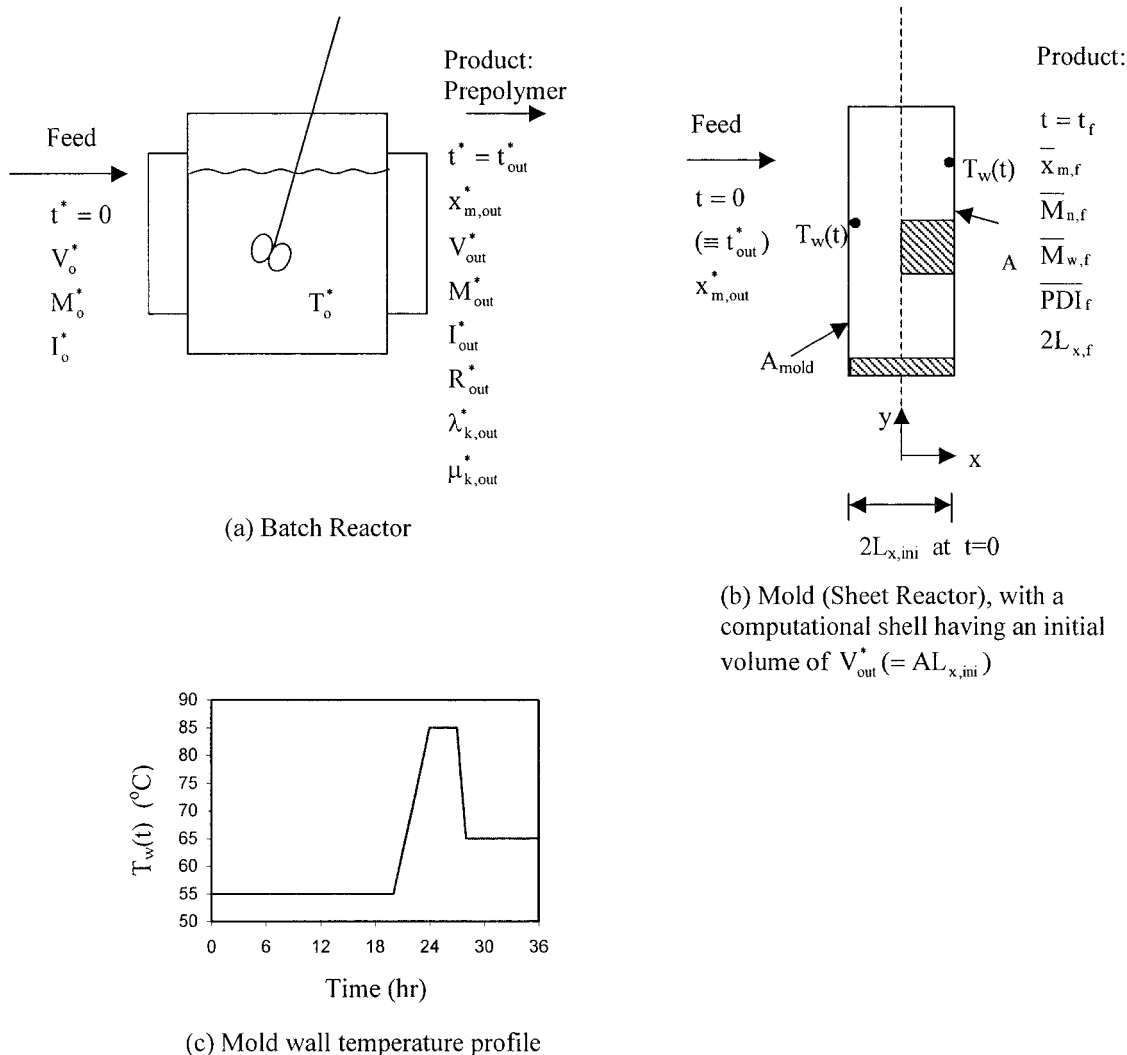 Feed
t* = 0
V*o
M*o
I*o
T*o
Product:
Prepolymer
t* = t*out
x*m,out
V*out
M*out
I*out
R*out
λ*k,out
μ*k,out
(a) Batch Reactor
Feed
t = 0
(≡ t*out)
x*m,out
Tw(t)
Tw(t)
A
Amold
y
x
2Lx,ini at t=0
Product:
t = tf
x̅m,f
M̅n,f
M̅w,f
P̅D̅I̅f
2Lx,f
(b) Mold (Sheet Reactor), with a
computational shell having an initial
volume of V*out (= ALx,ini)
90
85
80
75
70
65
60
55
50
Tw(t) (°C)
0 6 12 18 24 30 36
Time (hr)
(c) Mold wall temperature profile